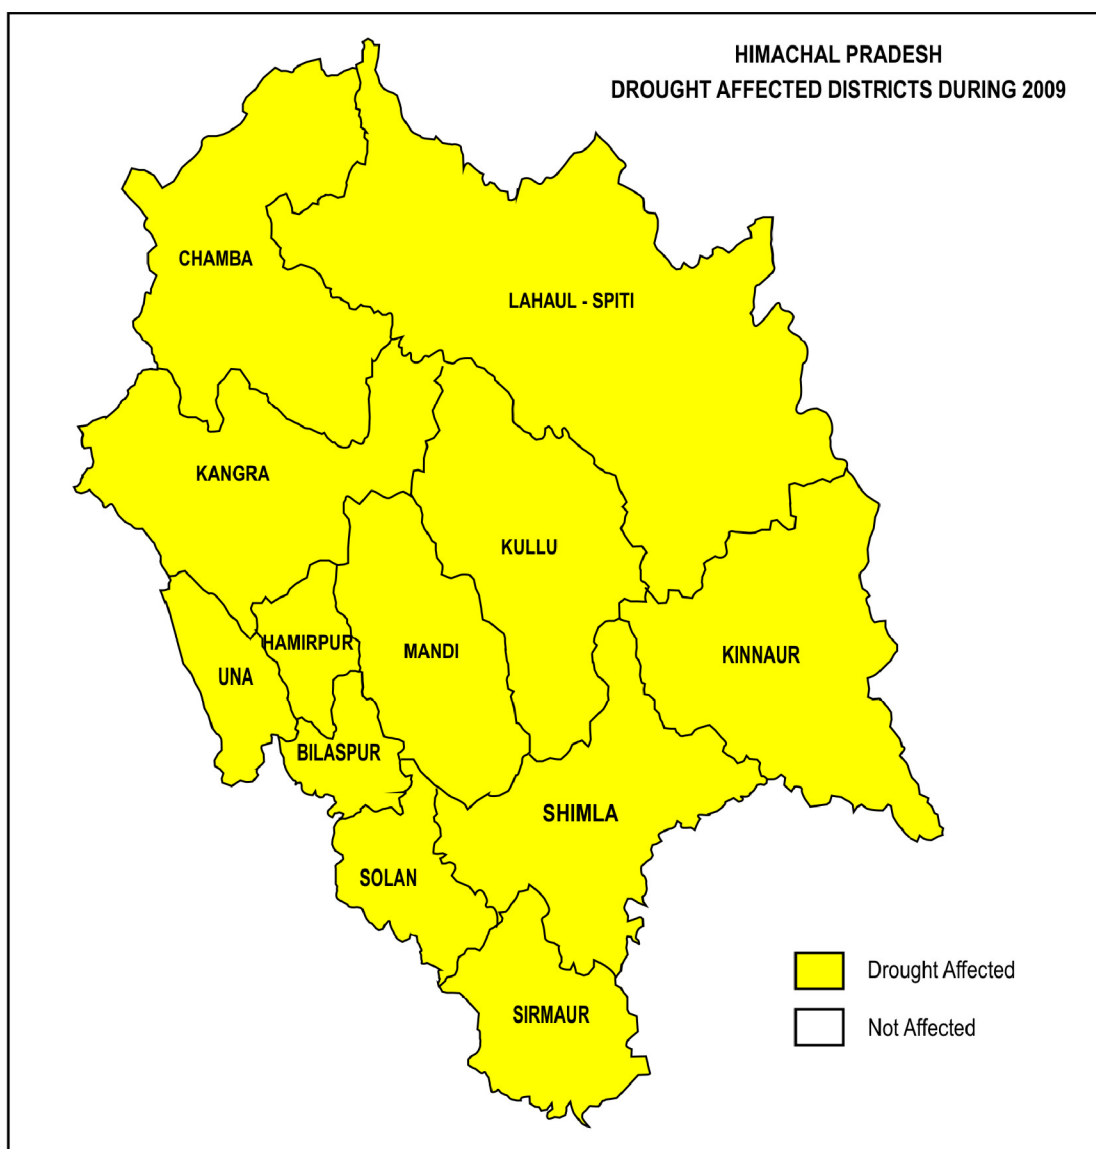 HIMACHAL PRADESH
DROUGHT AFFECTED DISTRICTS DURING 2009
CHAMBA
LAHAUL - SPITI
KANGRA
KULLU
HAMIRPUR
MANDI
KINNAUR
UNA
BILASPUR
SHIMLA
SOLAN
SIRMAUR
Drought Affected
Not Affected